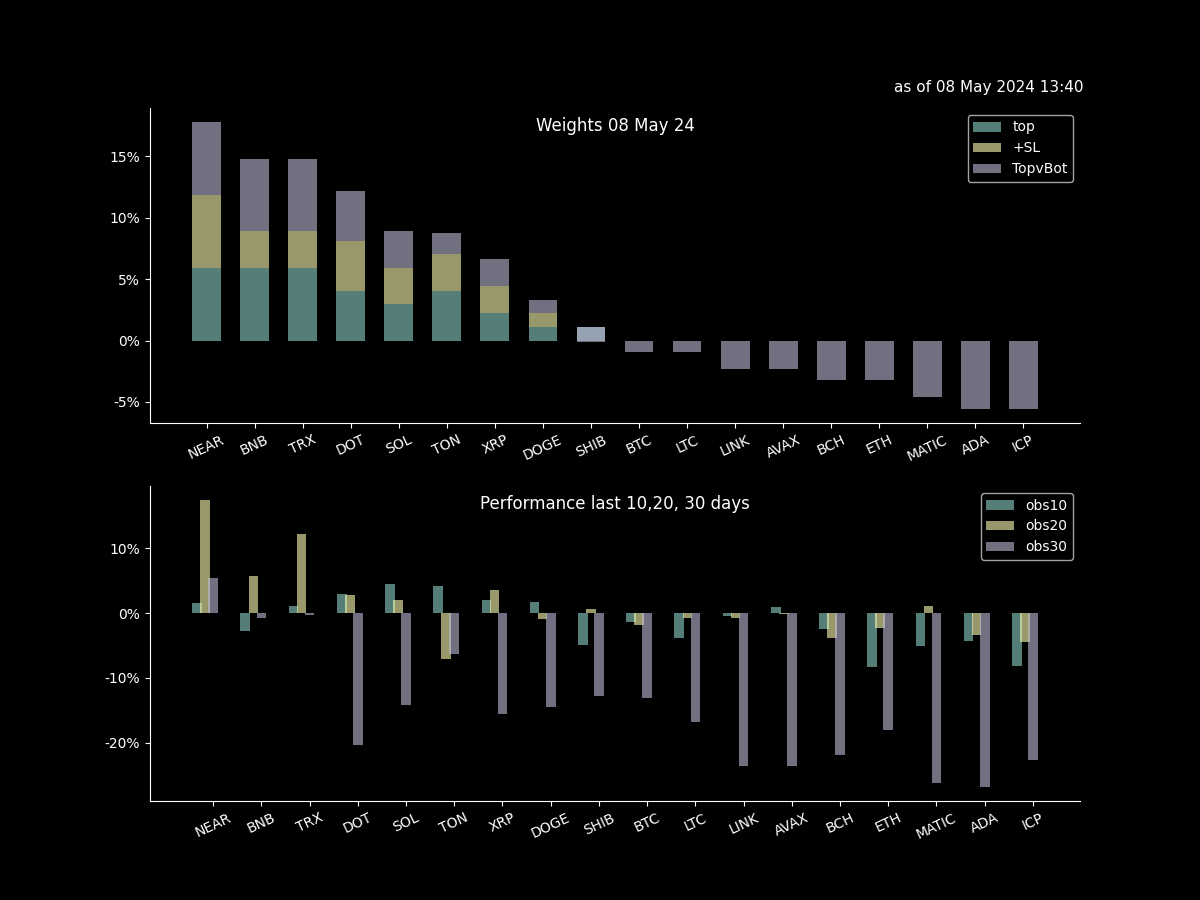 as of 08 May 2024 13:40
Weights 08 May 24
top
+SL
TopvBot
15%
10%
5%
0%
-5%
NEAR BNB TRX DOT SOL TON XRP DOGE SHIB BTC LTC LINK AVAX BCH ETH MATIC ADA ICP
Performance last 10,20, 30 days
obs10
obs20
obs30
10%
0%
-10%
-20%
NEAR BNB TRX DOT SOL TON XRP DOGE SHIB BTC LTC LINK AVAX BCH ETH MATIC ADA ICP